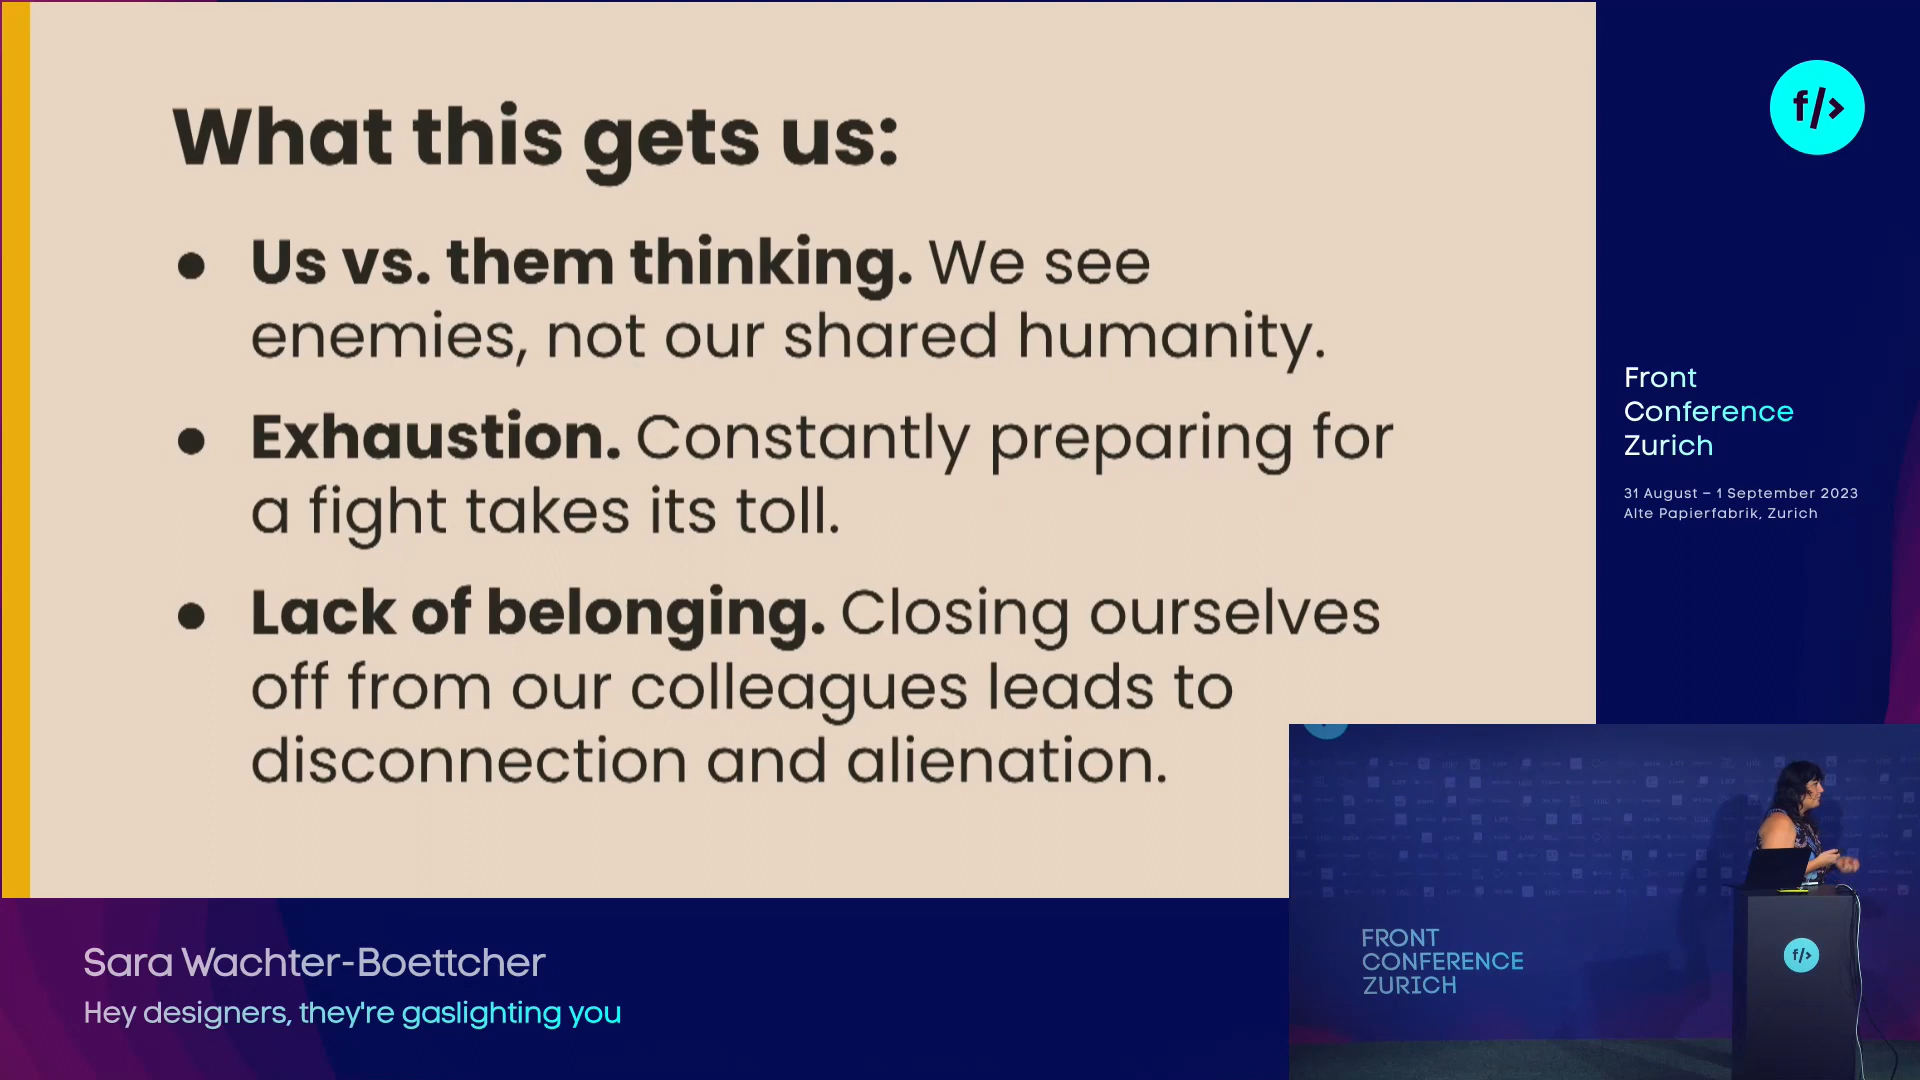 What this gets us:
● Us vs. them thinking. We see
enemies, not our shared humanity.
● Exhaustion. Constantly preparing for
a fight takes its toll.
● Lack of belonging. Closing ourselves
off from our colleagues leads to
disconnection and alienation.
f/>
Front
Conference
Zurich
31 August – 1 September 2023
Alte Papierfabrik, Zurich
Sara Wachter-Boettcher
Hey designers, they're gaslighting you
FRONT
CONFERENCE
ZURICH
f/>